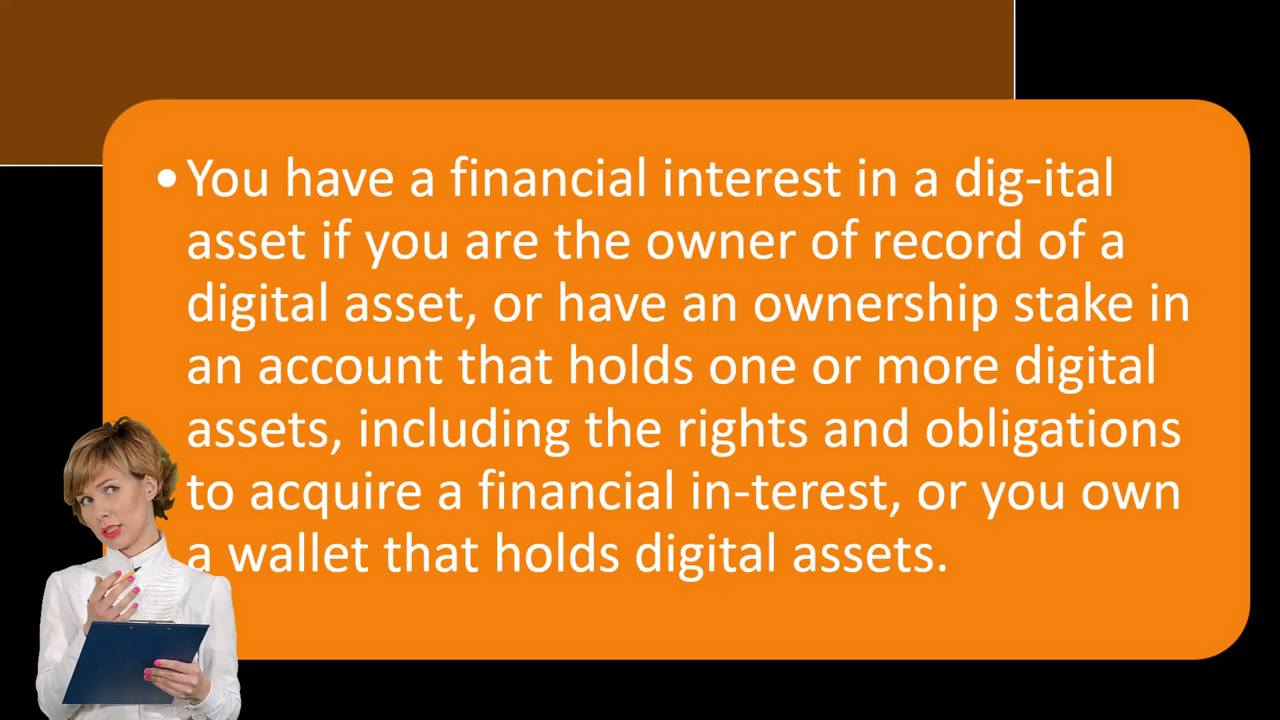 • You have a financial interest in a dig-ital
asset if you are the owner of record of a
digital asset, or have an ownership stake in
an account that holds one or more digital
assets, including the rights and obligations
to acquire a financial in-terest, or you own
a wallet that holds digital assets.